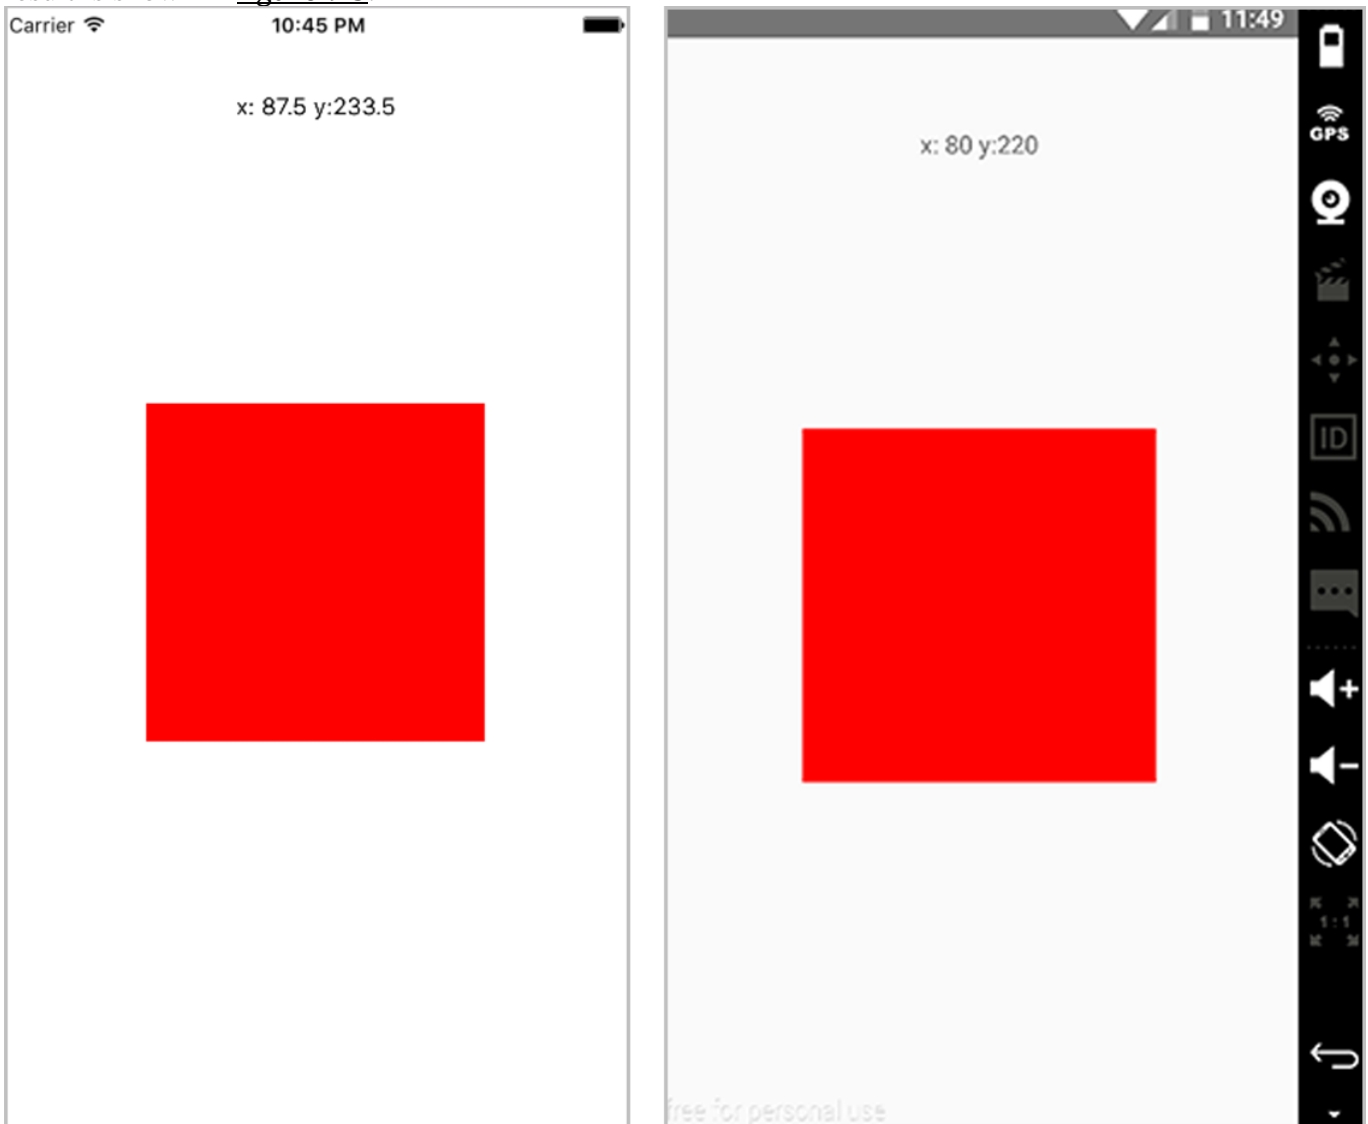 Carrier
10:45 PM
x: 87.5 y:233.5
11:49
x: 80 y:220
GPS
ID
1:1
free for personal use